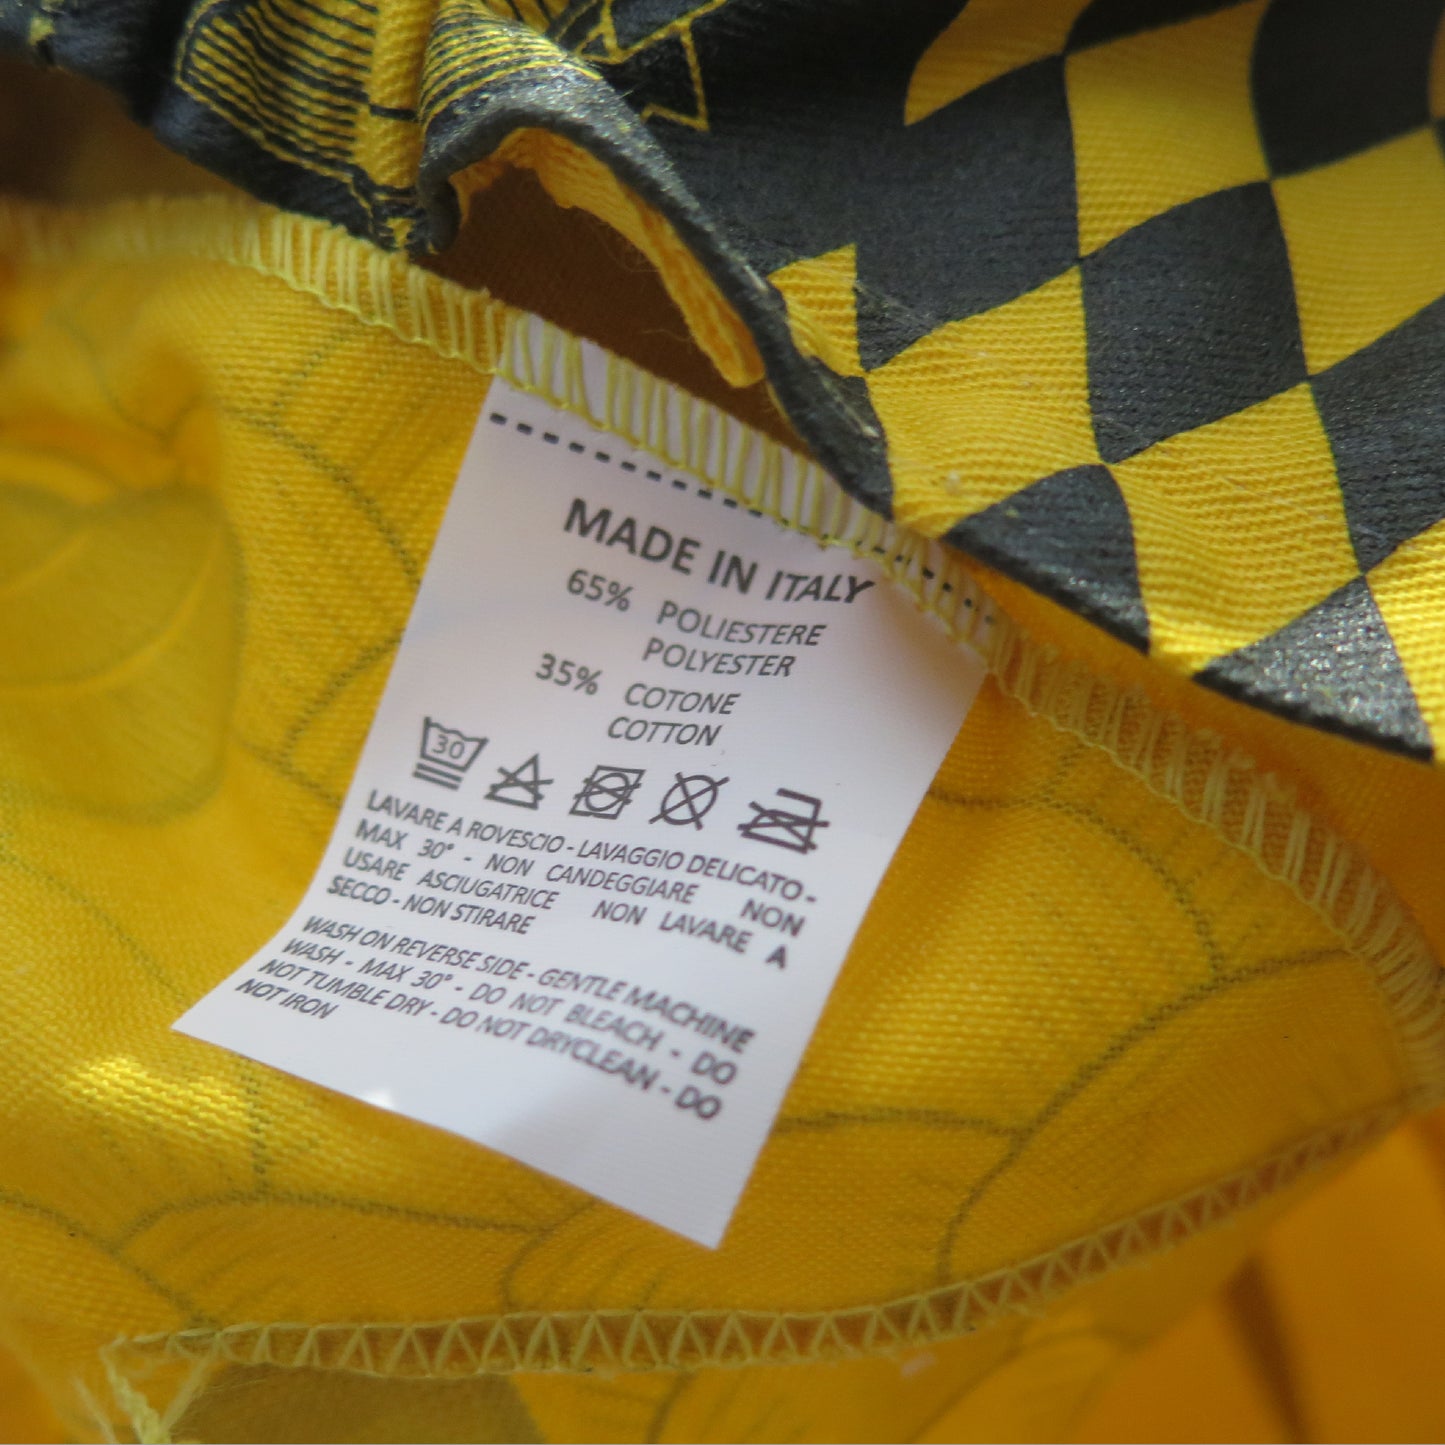 MADE IN ITALY
65% POLIESTERE
POLYESTER
35% COTONE
COTTON
30
LAVARE A ROVESCIO - LAVAGGIO DELICATO -
MAX 30° - NON CANDEGGIARE NON
USARE ASCIUGATRICE NON LAVARE A
SECCO - NON STIRARE
WASH ON REVERSE SIDE - GENTLE MACHINE
WASH - MAX 30° - DO NOT BLEACH - DO
NOT TUMBLE DRY - DO NOT DRYCLEAN - DO
NOT IRON